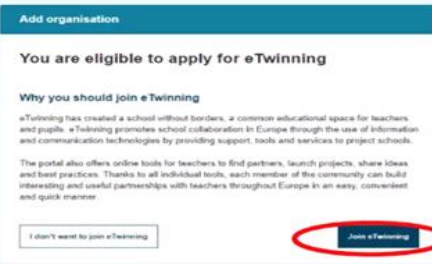 Add organisation
You are eligible to apply for eTwinning
Why you should join eTwinning
eTwinning has created a school without borders, a common educational space for teachers
and pupils. eTwinning promotes school collaboration in Europe through the use of information
and communication technologies by providing support, tools and services to project schools.
The portal also offers online tools for teachers to find partners, launch projects, share ideas
and best practices. Thanks to all individual tools, each member of the community can build
interesting and useful partnerships with teachers throughout Europe in an easy, convenient
and quick manner.
I don't want to join eTwinning
Join eTwinning